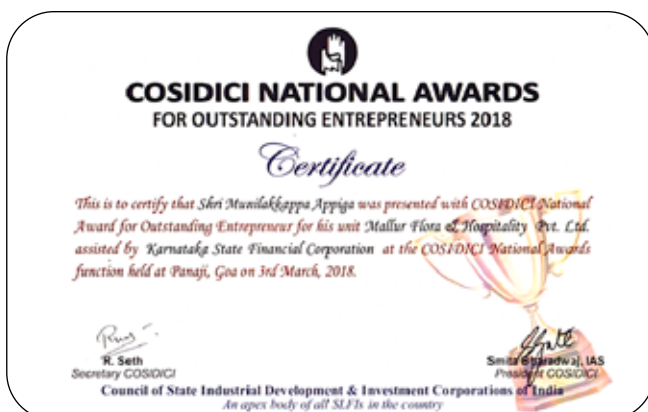 COSIDICI NATIONAL AWARDS
FOR OUTSTANDING ENTREPRENEURS 2018
Certificate
This is to certify that Shri Munilakkappa Appiga was presented with COSIDICI National
Award for Outstanding Entrepreneur for his unit Mallur Flora & Hospitality Pvt. Ltd.
assisted by Karnataka State Financial Corporation at the COSIDICI National Awards
function held at Panaji, Goa on 3rd March, 2018.
R. Seth
Secretary COSIDICI
Smita Bharadwaj, IAS
President COSIDICI
Council of State Industrial Development & Investment Corporations of India
An apex body of all SLFIs in the country